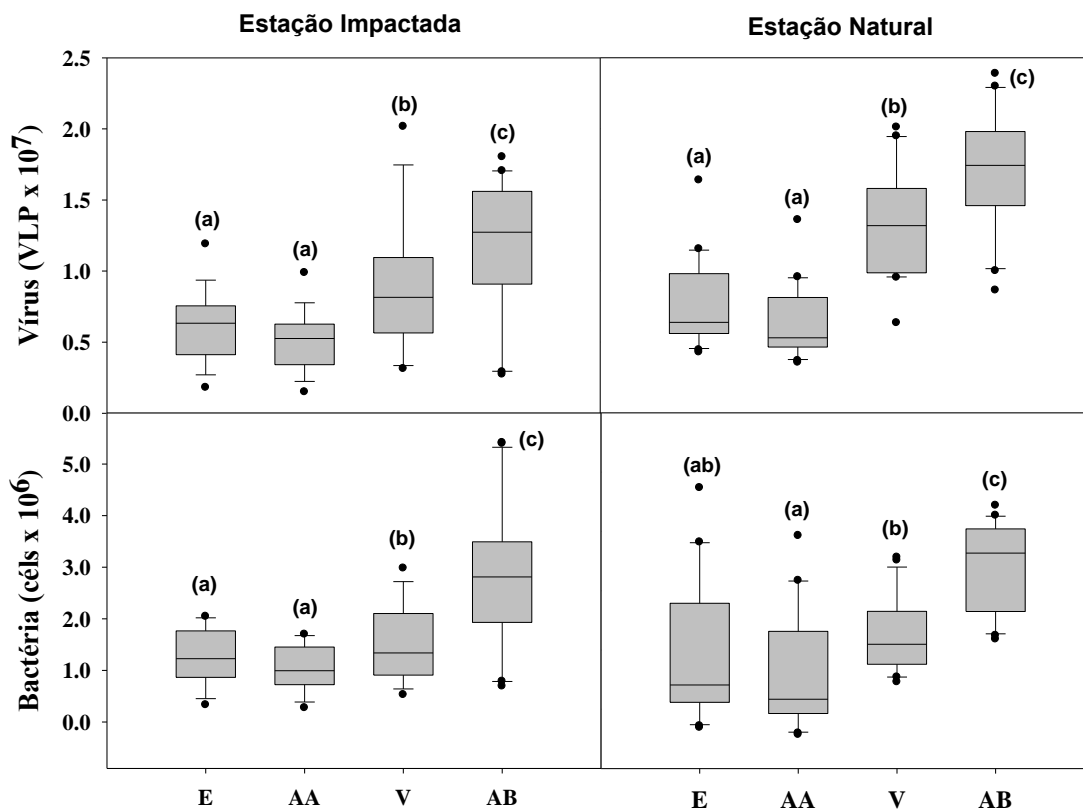 Estação Impactada
Estação Natural
Vírus (VLP x 10^7)
2.5
2.0
1.5
1.0
0.5
0.0
(a)
(a)
(b)
(c)
(a)
(a)
(b)
(c)
Bactéria (céls x 10^6)
5.0
4.0
3.0
2.0
1.0
0.0
(a)
(a)
(b)
(c)
(ab)
(a)
(b)
(c)
E AA V AB
E AA V AB